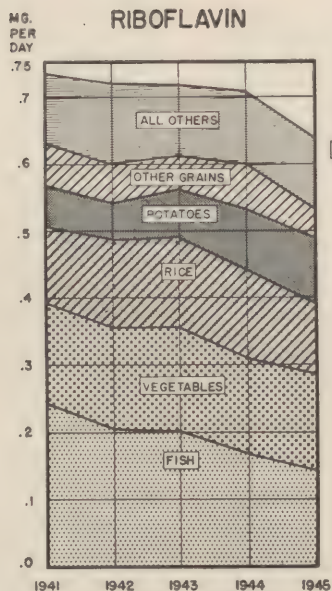 MG.
PER
DAY
RIBOFLAVIN
.75
.7
ALL OTHERS
.6
OTHER GRAINS
POTATOES
.5
RICE
.4
.3
VEGETABLES
.2
FISH
.1
.0
1941 1942 1943 1944 1945